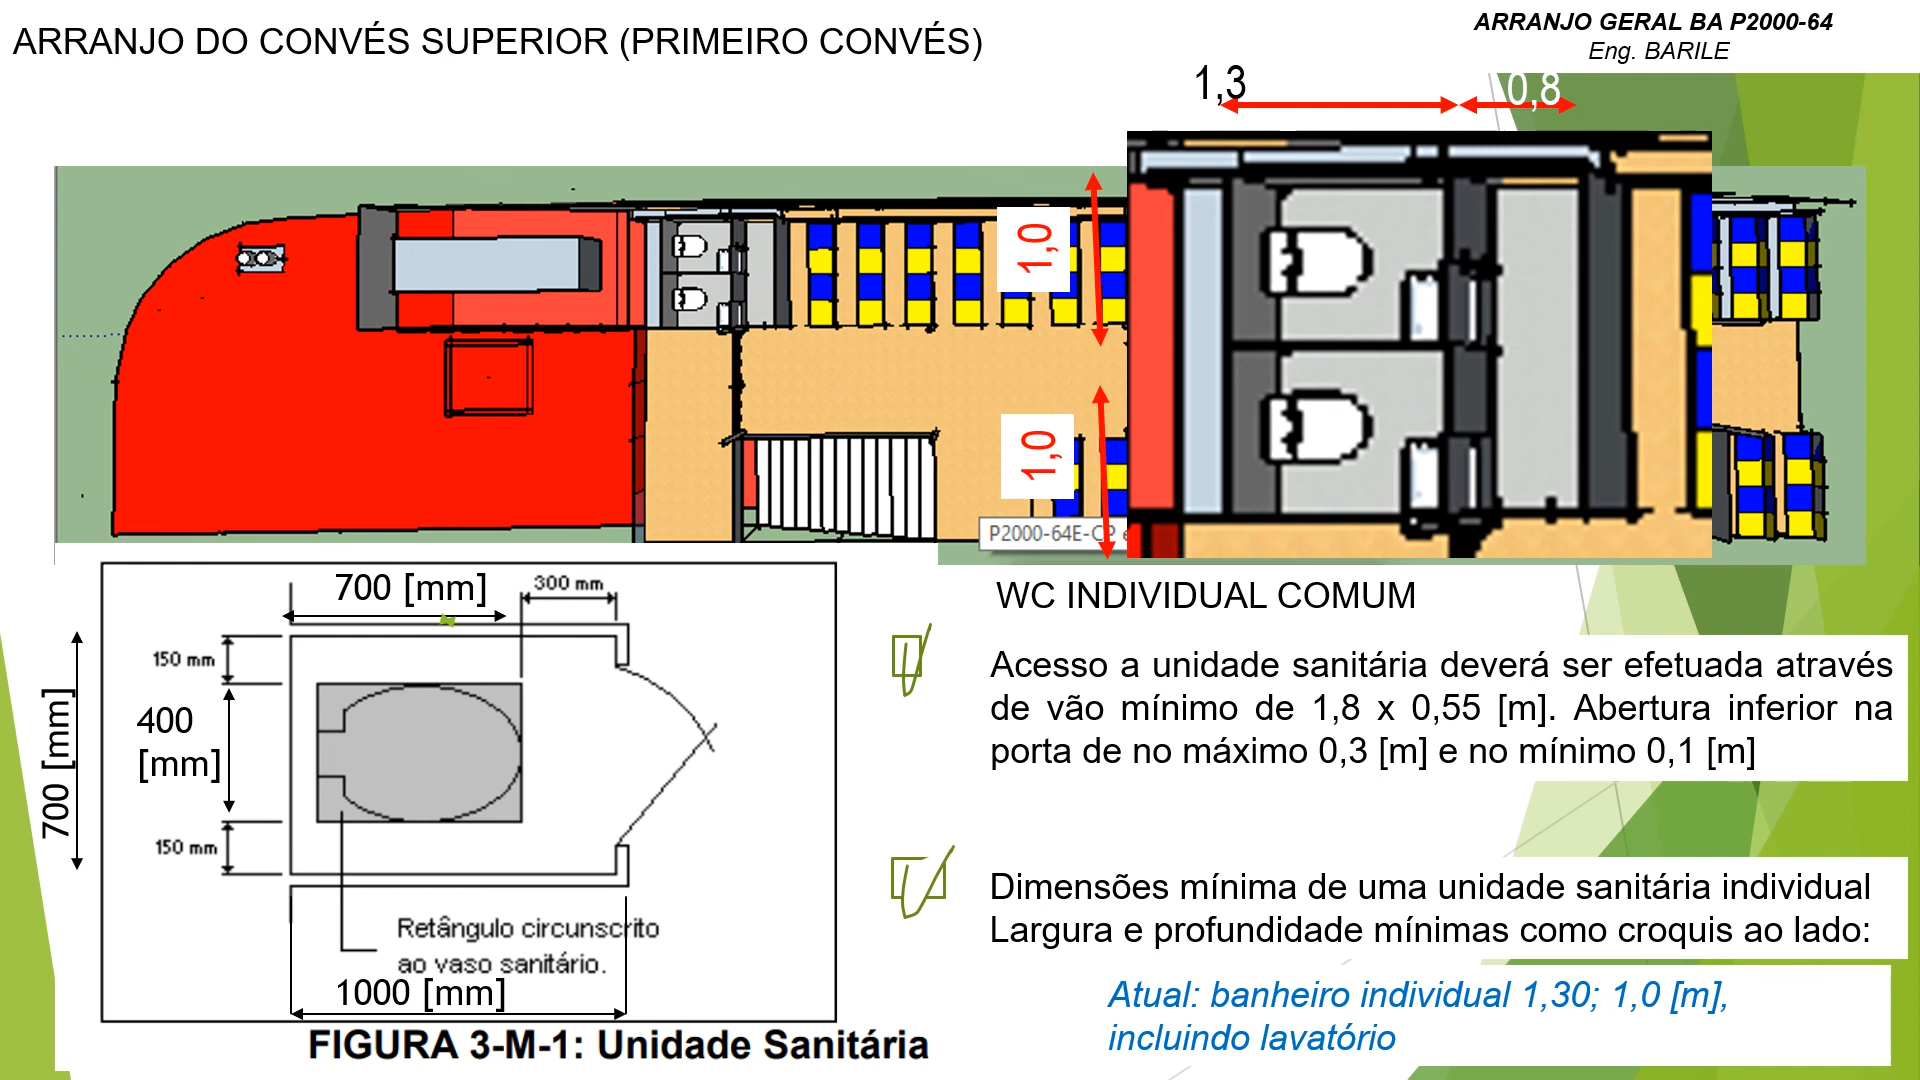 ARRANJO DO CONVÉS SUPERIOR (PRIMEIRO CONVÉS)
ARRANJO GERAL BA P2000-64
Eng. BARILE
1,3
0,8
1,0
1,0
P2000-64E-CP e
700 [mm]
300 mm
150 mm
400
[mm]
700 [mm]
150 mm
Retângulo circunscrito
ao vaso sanitário.
1000 [mm]
FIGURA 3-M-1: Unidade Sanitária
WC INDIVIDUAL COMUM
Acesso a unidade sanitária deverá ser efetuada através
de vão mínimo de 1,8 x 0,55 [m]. Abertura inferior na
porta de no máximo 0,3 [m] e no mínimo 0,1 [m]
Dimensões mínima de uma unidade sanitária individual
Largura e profundidade mínimas como croquis ao lado:
Atual: banheiro individual 1,30; 1,0 [m],
incluindo lavatório